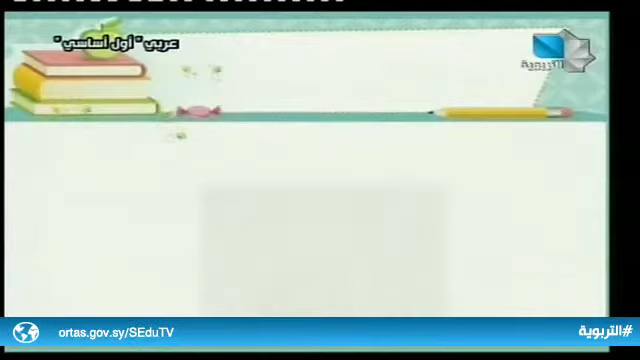 عربي " أول أساسي "
التربوية
ortas.gov.sy/SEduTV
#التربوية